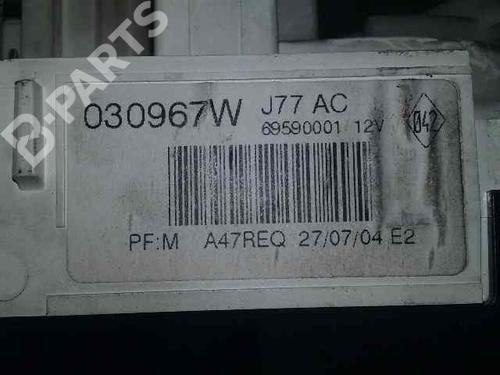 B-PARTS
030967W J77 AC
69590001 12V 042
PF:M A47REQ 27/07/04 E2